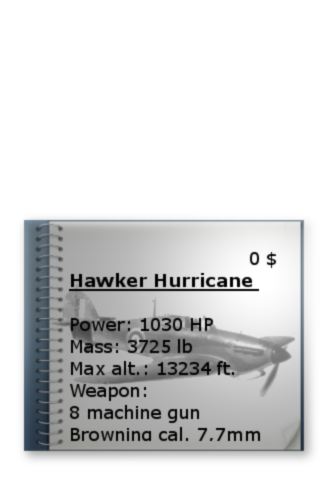 0 $
Hawker Hurricane
Power: 1030 HP
Mass: 3725 lb
Max alt.: 13234 ft.
Weapon:
8 machine gun
Browning cal. 7.7mm